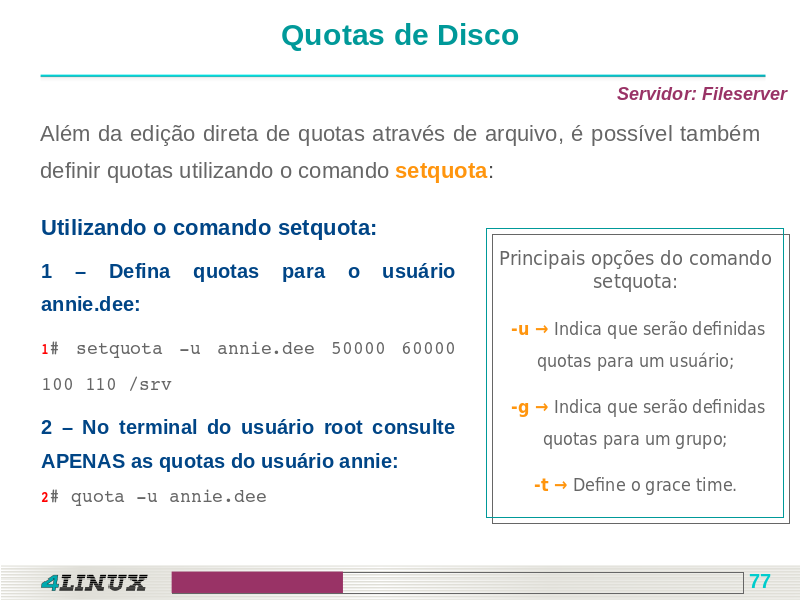 Quotas de Disco
Servidor: Fileserver
Além da edição direta de quotas através de arquivo, é possível também
definir quotas utilizando o comando setquota:
Utilizando o comando setquota:
1 – Defina quotas para o usuário
annie.dee:
1# setquota –u annie.dee 50000 60000
100 110 /srv
2 – No terminal do usuário root consulte
APENAS as quotas do usuário annie:
2# quota –u annie.dee
Principais opções do comando
setquota:
-u → Indica que serão definidas
quotas para um usuário;
-g → Indica que serão definidas
quotas para um grupo;
-t → Define o grace time.
4LINUX
77